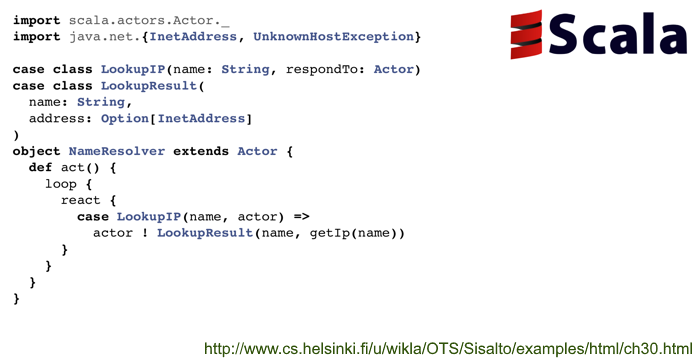 import scala.actors.Actor._
import java.net.{InetAddress, UnknownHostException}
Scala
case class LookupIP(name: String, respondTo: Actor)
case class LookupResult(
  name: String,
  address: Option[InetAddress]
)
object NameResolver extends Actor {
  def act() {
    loop {
      react {
        case LookupIP(name, actor) =>
          actor ! LookupResult(name, getIp(name))
      }
    }
  }
}
http://www.cs.helsinki.fi/u/wikla/OTS/Sisalto/examples/html/ch30.html